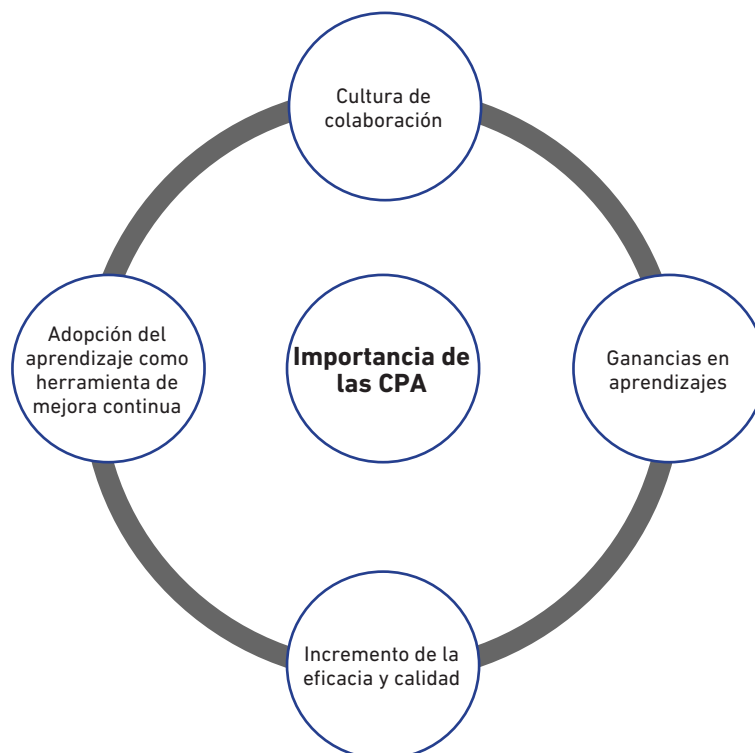 Cultura de
colaboración
Adopción del
aprendizaje como
herramienta de
mejora continua
Importancia de
las CPA
Ganancias en
aprendizajes
Incremento de la
eficacia y calidad